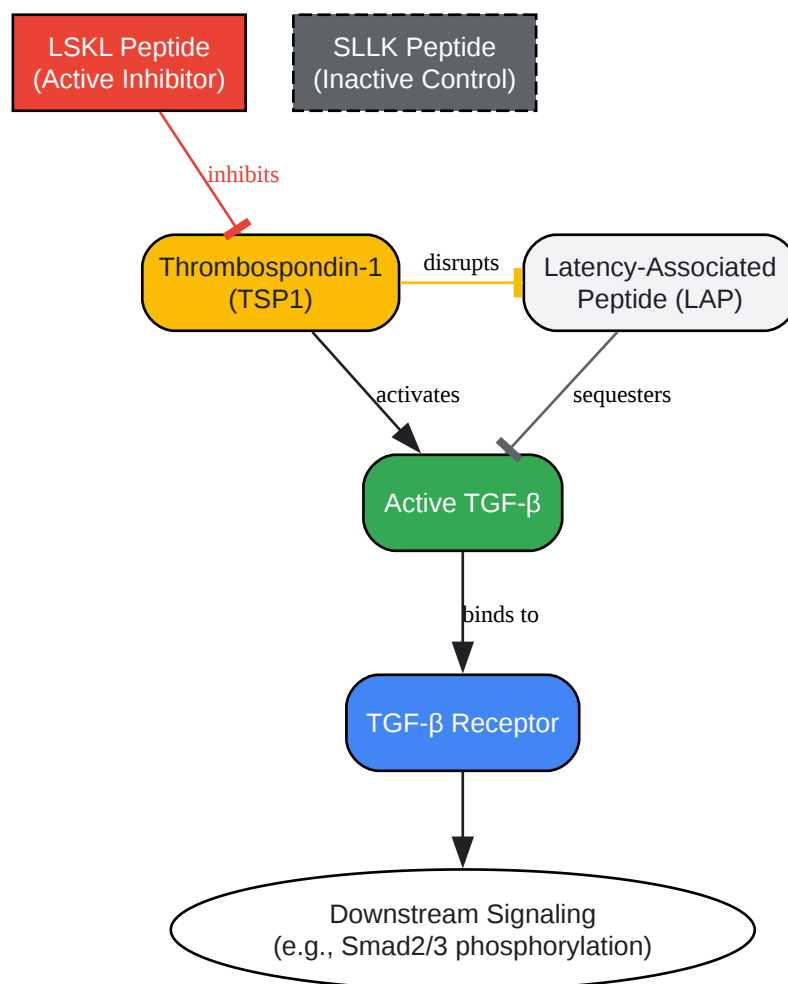 LSKL Peptide
(Active Inhibitor)
SLLK Peptide
(Inactive Control)
inhibits
Thrombospondin-1
(TSP1)
disrupts
Latency-Associated
Peptide (LAP)
activates
sequesters
Active TGF-β
binds to
TGF-β Receptor
Downstream Signaling
(e.g., Smad2/3 phosphorylation)